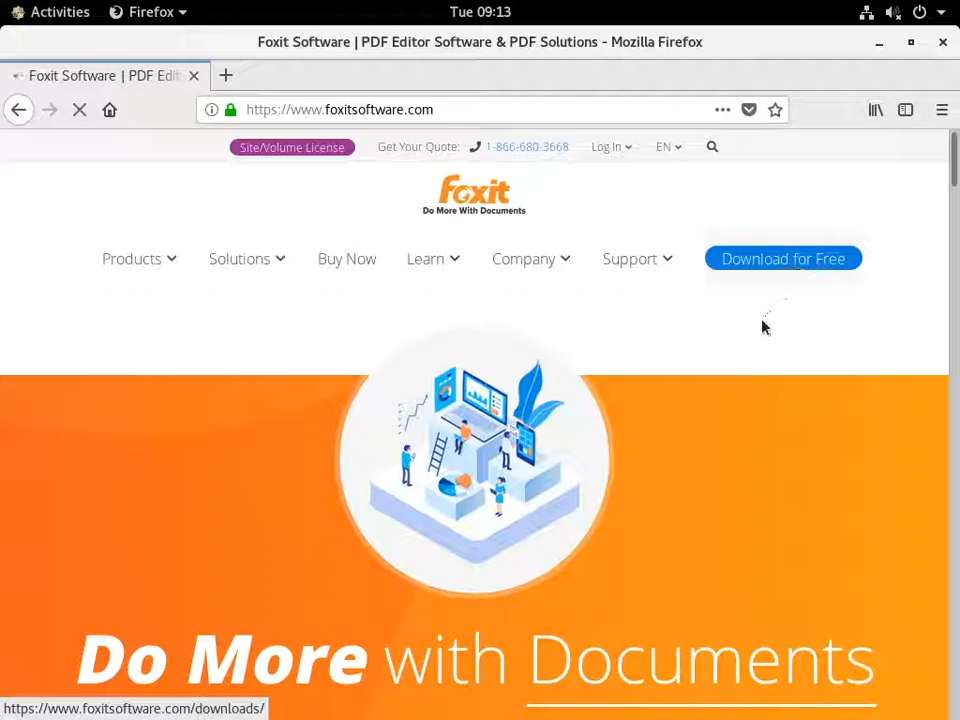 Activities Firefox Tue 09:13
Foxit Software | PDF Editor Software & PDF Solutions - Mozilla Firefox
Foxit Software | PDF Edit
https://www.foxitsoftware.com
Site/Volume License Get Your Quote: 1-866-680-3668 Log In EN
foxit
Do More With Documents
Products Solutions Buy Now Learn Company Support Download for Free
Do More with Documents
https://www.foxitsoftware.com/downloads/